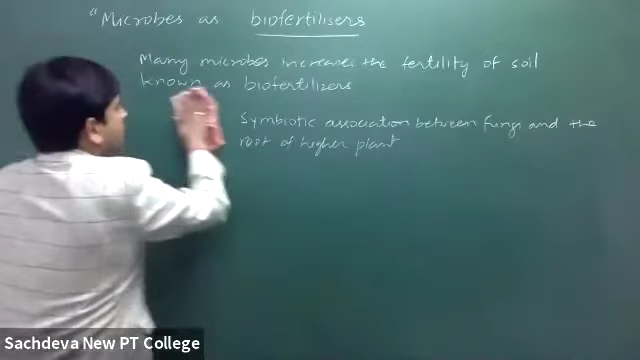 "Microbes as biofertilisers
Many microbes increases the fertility of soil
known as biofertilizers
Symbiotic association between fungi and the
root of higher plant
Sachdeva New PT College